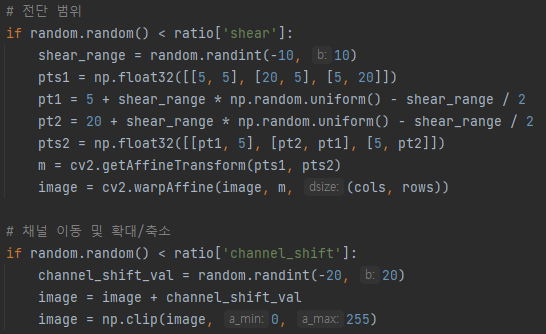 # 전단 범위
if random.random() < ratio['shear']:
    shear_range = random.randint(-10, b: 10)
    pts1 = np.float32([[5, 5], [20, 5], [5, 20]])
    pt1 = 5 + shear_range * np.random.uniform() - shear_range / 2
    pt2 = 20 + shear_range * np.random.uniform() - shear_range / 2
    pts2 = np.float32([[pt1, 5], [pt2, pt1], [5, pt2]])
    m = cv2.getAffineTransform(pts1, pts2)
    image = cv2.warpAffine(image, m, dsize: (cols, rows))
# 채널 이동 및 확대/축소
if random.random() < ratio['channel_shift']:
    channel_shift_val = random.randint(-20, b: 20)
    image = image + channel_shift_val
    image = np.clip(image, a_min: 0, a_max: 255)